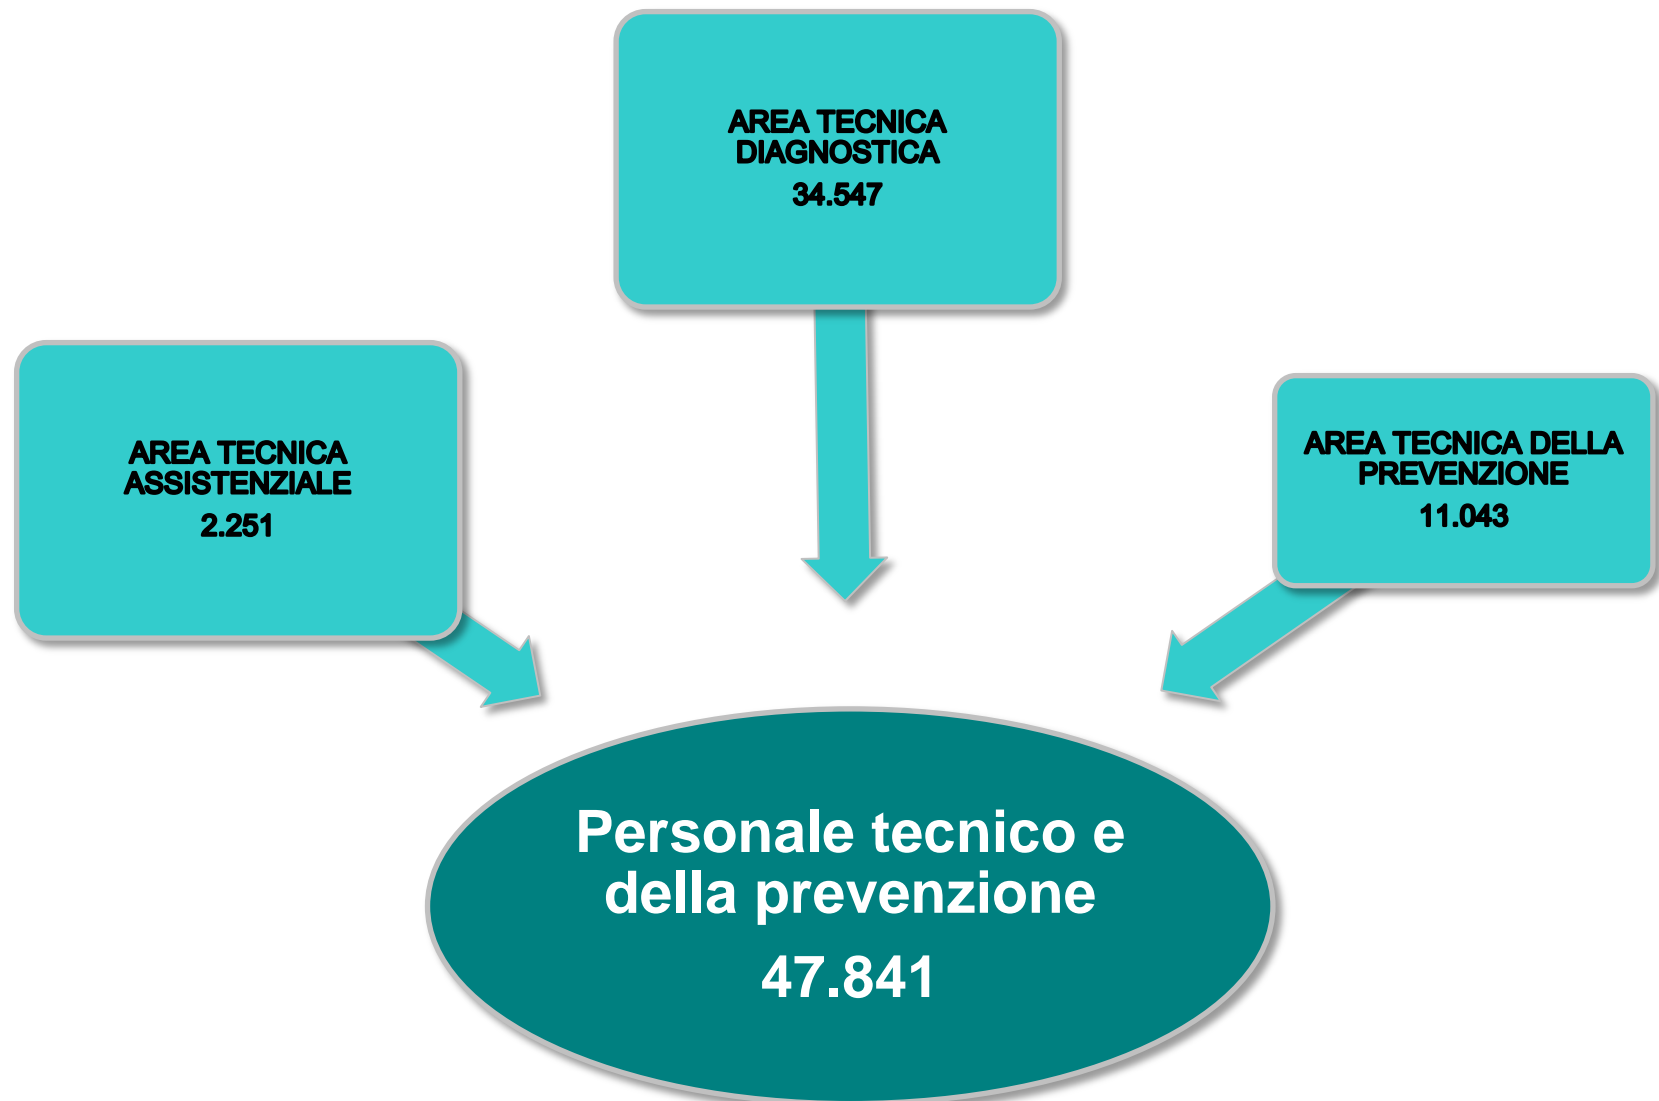 AREA TECNICA
DIAGNOSTICA
34.547
AREA TECNICA
ASSISTENZIALE
2.251
AREA TECNICA DELLA
PREVENZIONE
11.043
Personale tecnico e
della prevenzione
47.841